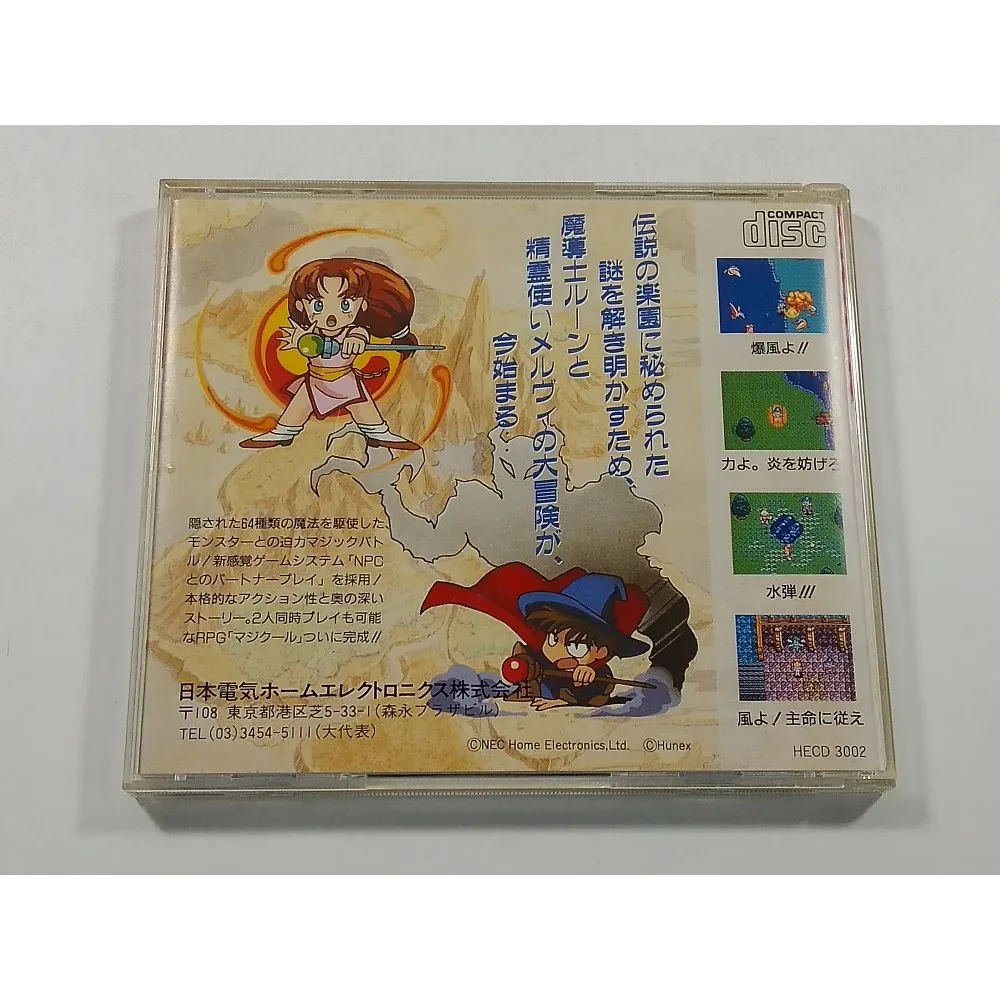 COMPACT
disc
伝説の楽園に秘められた
謎を解き明かすため、
魔導士ルーンと
精霊使いメルヴィの大冒険が、
今始まる。
爆風よ!!
力よ。炎を妨げろ
水弾!!!
風よ!主命に従え
隠された64種類の魔法を駆使した、
モンスターとの迫力マジックバト
ル!新感覚ゲームシステム「NPC
とのパートナープレイ」を採用!
本格的なアクション性と奥の深い
ストーリー。2人同時プレイも可能
なRPG「マジクール」ついに完成!!
日本電気ホームエレクトロニクス株式会社
〒108 東京都港区芝5-33-1(森永プラザビル)
TEL(03)3454-5111(大代表)
©NEC Home Electronics,Ltd. ©Hunex
HECD 3002